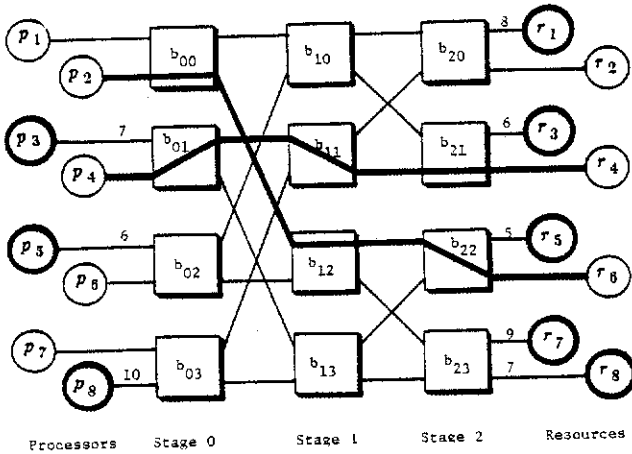 p1
b00
b10
b20
8
r1
p2
r2
p3
7
b01
b11
b21
6
r3
p4
r4
p5
6
b02
b12
b22
5
r5
p6
r6
p7
b03
b13
b23
9
r7
p8
10
7
r8
Processors Stage 0 Stage 1 Stage 2 Resources